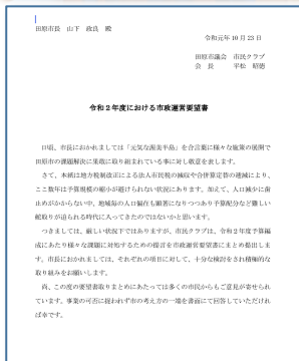 田原市長 山下 政良 殿
令和元年10月23日
田原市議会 市民クラブ
会 長 平松 昭徳
令和2年度における市政運営要望書
日頃、市長におかれましては「元気な渥美半島」を合言葉に様々な施策の展開で
田原市の課題解決に果敢に取り組まれている事に対し敬意を表します。
さて、本病は地方税制改正による法人市民税の減収や合併算定替の逓減により、
ここ数年は予算規模の縮小が避けられない状況にあります。加えて、人口減少に歯
止めがかからない中、地域毎の人口偏在も顕著になりつつあり予算配分など難しい
舵取りが迫られる時代に入ってきたのではないかと思います。
つきましては、厳しい状況下ではありますが、市民クラブは、令和2年度予算編
成にあたり様々な課題に対処するための提言を市政運営要望書にまとめ提出しま
す。市長におかれましては、それぞれの項目に対して、十分な検討をされ積極的な
取り組みをお願いします。
尚、この度の要望書取りまとめにあたっては多くの市民からもご意見が寄せられ
ています。事業の可否に捉われず市の考え方の一端を書面にて回答していただけれ
ば幸です。